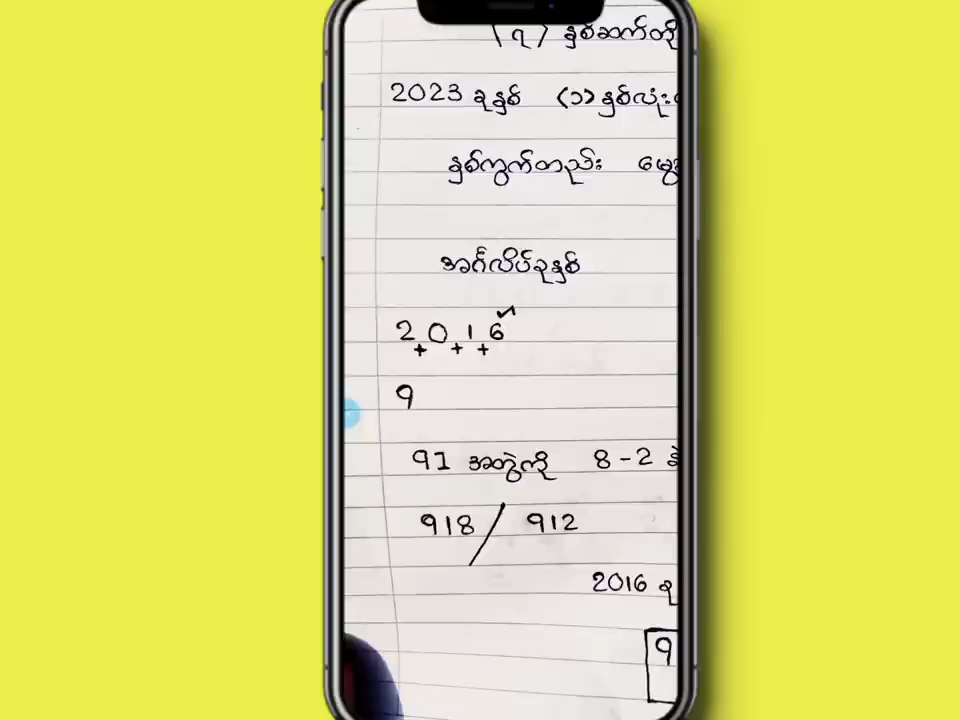 (၇) နှစ်ဆက်တို
2023 ခုနှစ် (၁) နှစ်လုံး
နှစ်ကွက်တည်း မွေး
အင်္ဂလိပ်ခုနှစ်
2+0+1+6 ✓
9
91 အတွဲကို 8-2 နဲ
918 / 912
2016 ခု
9